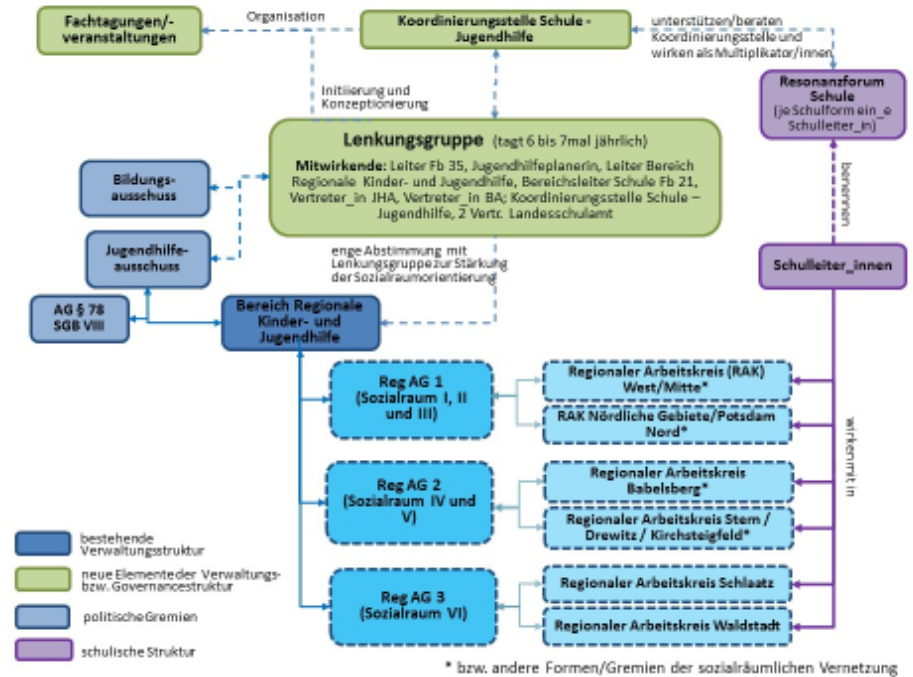 Fachtagungen/
veranstaltungen
Organisation
Koordinierungsstelle Schule -
Jugendhilfe
unterstützen/beraten
Koordinierungsstelle und
wirken als Multiplikator/innen
Initiierung und
Konzeptionierung
Resonanzforum
Schule
(je Schulform ein_e
Schulleiter_in)
Lenkungsgruppe (tagt 6 bis 7mal jährlich)
Mitwirkende: Leiter Fb 35, Jugendhilfeplanerin, Leiter Bereich
Regionale Kinder- und Jugendhilfe, Bereichsleiter Schule Fb 21,
Vertreter_in JHA, Vertreter_in BA; Koordinierungsstelle Schule –
Jugendhilfe, 2 Vertr. Landesschulamt
Bildungs-
ausschuss
benennen
Jugendhilfe-
ausschuss
enge Abstimmung mit
Lenkungsgruppe zur Stärkung
der Sozialraumorientierung
Schulleiter_innen
AG § 78
SGB VIII
Bereich Regionale
Kinder- und
Jugendhilfe
Reg AG 1
(Sozialraum I, II
und III)
Regionaler Arbeitskreis (RAK)
West/Mitte*
RAK Nördliche Gebiete/Potsdam
Nord*
wirken mit in
Reg AG 2
(Sozialraum IV und
V)
Regionaler Arbeitskreis
Babelsberg*
Regionaler Arbeitskreis Stern /
Drewitz / Kirchsteigfeld*
Reg AG 3
(Sozialraum VI)
Regionaler Arbeitskreis Schlaatz
Regionaler Arbeitskreis Waldstadt
bestehende
Verwaltungsstruktur
neue Elemente der Verwaltungs-
bzw. Governancestruktur
politische Gremien
schulische Struktur
* bzw. andere Formen/Gremien der sozialräumlichen Vernetzung